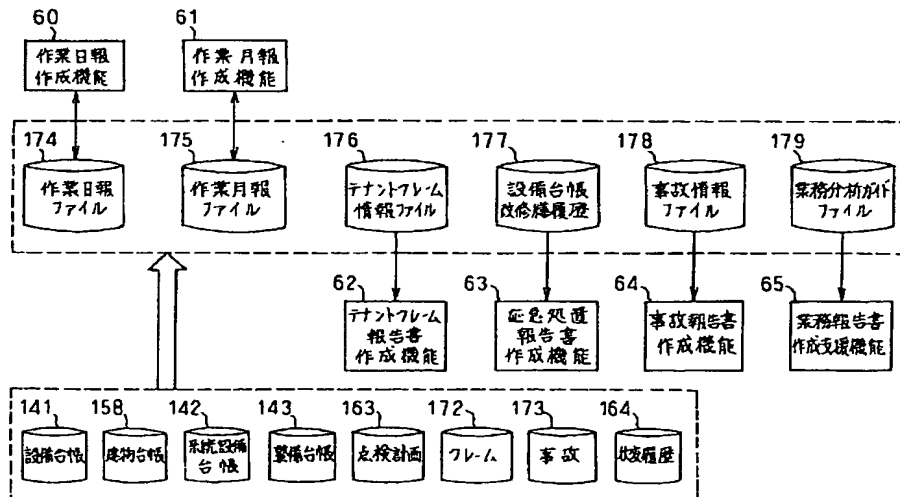 60
61
作業日報
作成機能
作業月報
作成機能
174
175
176
177
178
179
作業日報
ファイル
作業月報
ファイル
テナントフレーム
情報ファイル
設備台帳
改修繕履歴
事故情報
ファイル
業務分析ガイド
ファイル
62
63
64
65
テナントフレーム
報告書
作成機能
応急処置
報告書
作成機能
事故報告書
作成機能
業務報告書
作成支援機能
141
158
142
143
163
172
173
164
設備台帳
建物台帳
系統設備
台帳
整備台帳
点検計画
フレーム
事故
履歴